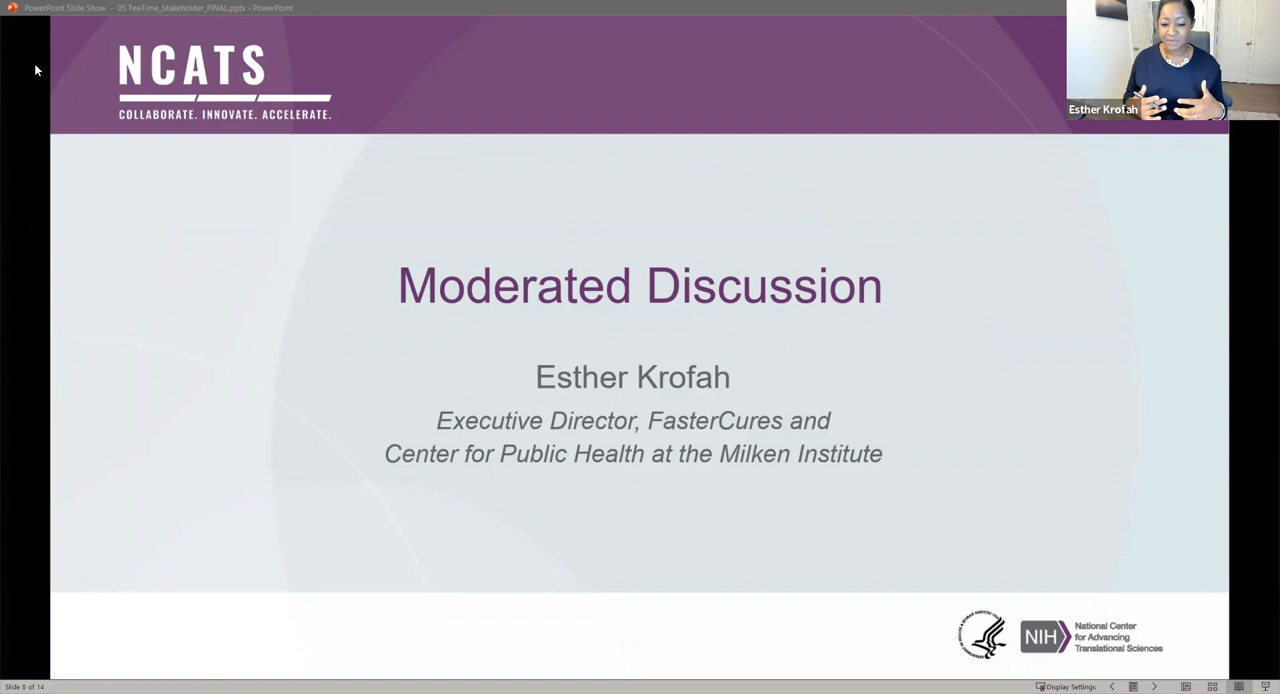 PowerPoint Slide Show - 05 TeaTime_Stakeholder_FINAL.pptx - PowerPoint
NCATS
COLLABORATE. INNOVATE. ACCELERATE.
Esther Krofah
Moderated Discussion
Esther Krofah
Executive Director, FasterCures and
Center for Public Health at the Milken Institute
NIH
National Center
for Advancing
Translational Sciences
Slide 8 of 14
Display Settings